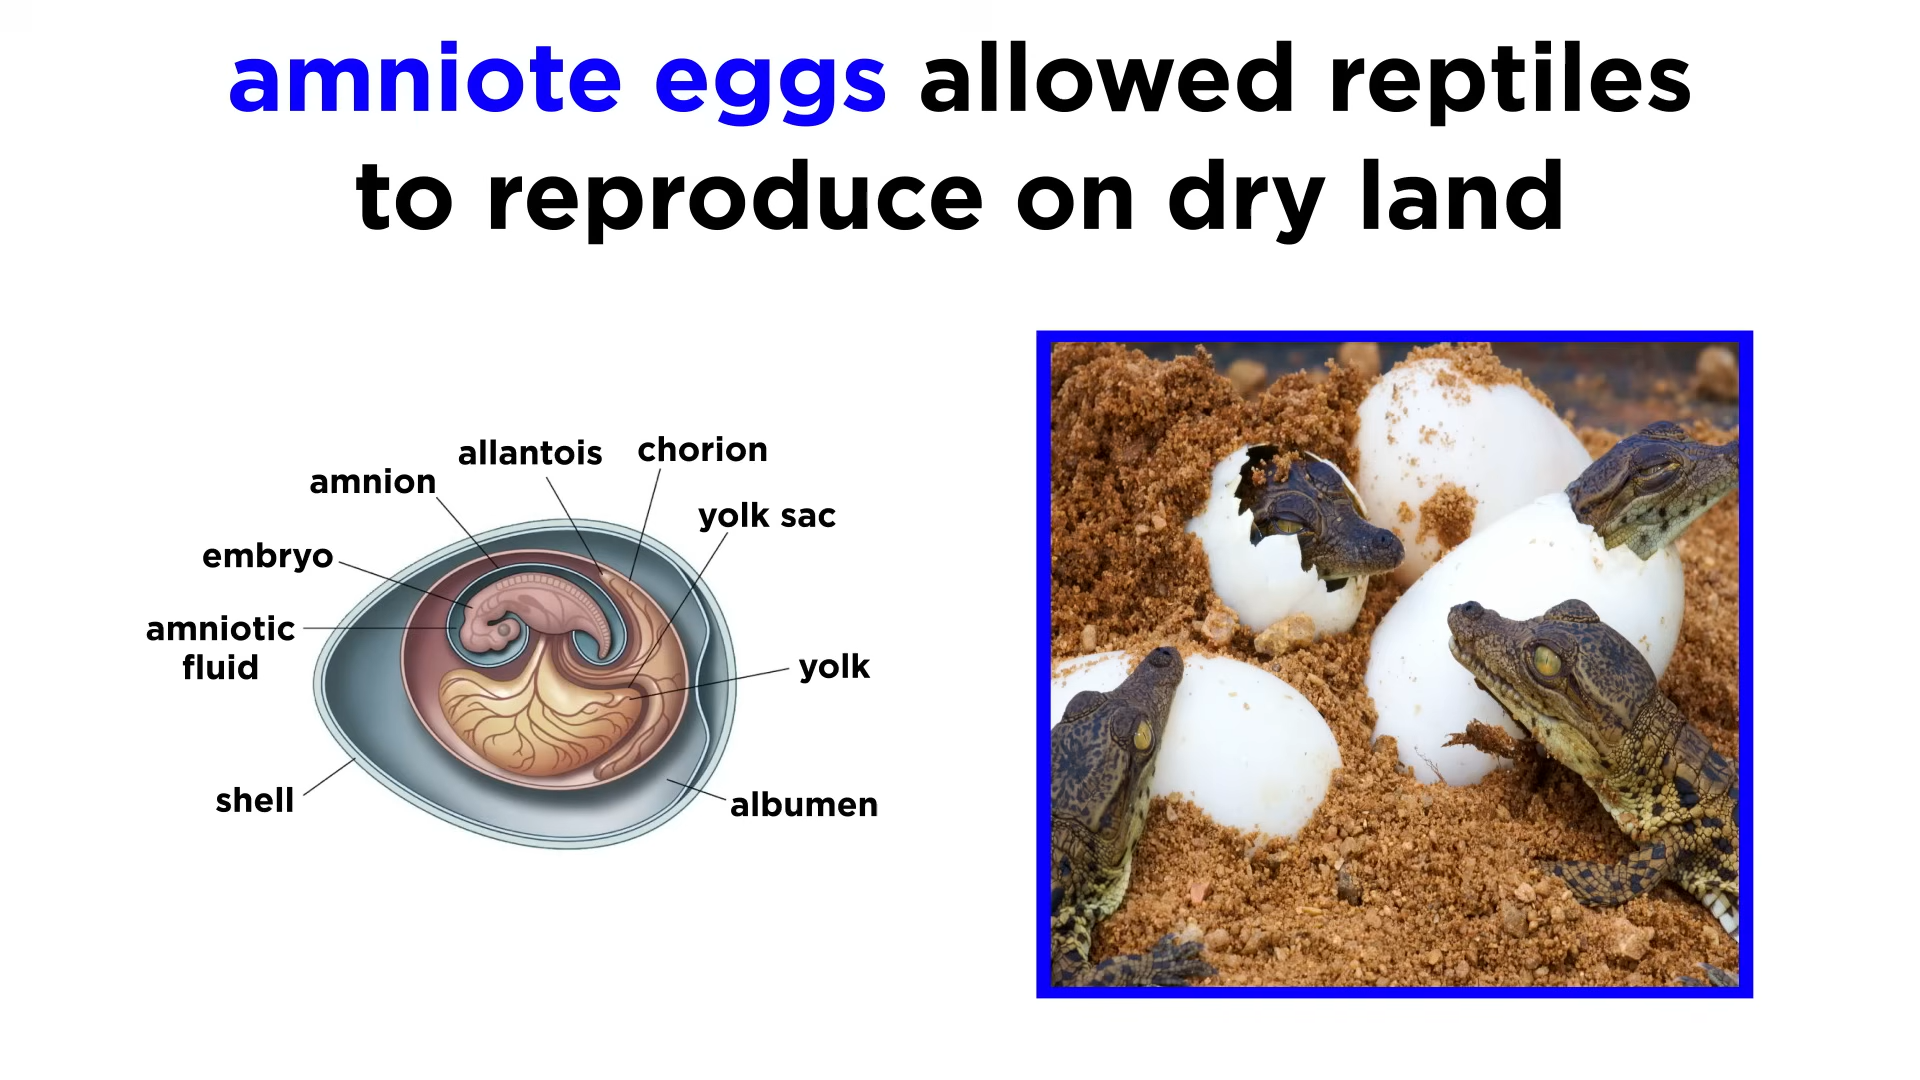 amniote eggs allowed reptiles
to reproduce on dry land
allantois
chorion
amnion
yolk sac
embryo
amniotic
fluid
yolk
shell
albumen